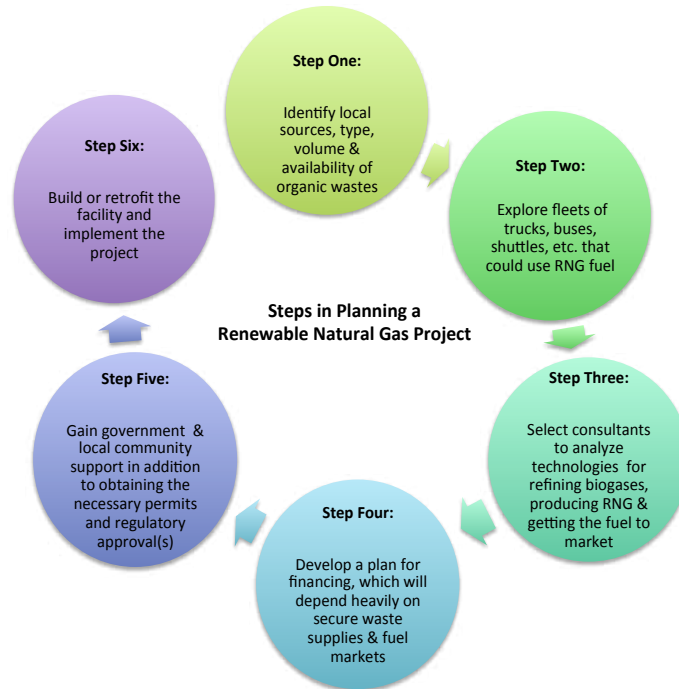 Steps in Planning a
Renewable Natural Gas Project
Step One:
Identify local
sources, type,
volume &
availability of
organic wastes
Step Two:
Explore fleets of
trucks, buses,
shuttles, etc. that
could use RNG fuel
Step Three:
Select consultants
to analyze
technologies for
refining biogases,
producing RNG &
getting the fuel to
market
Step Four:
Develop a plan for
financing, which will
depend heavily on
secure waste
supplies & fuel
markets
Step Five:
Gain government &
local community
support in addition
to obtaining the
necessary permits
and regulatory
approval(s)
Step Six:
Build or retrofit the
facility and
implement the
project